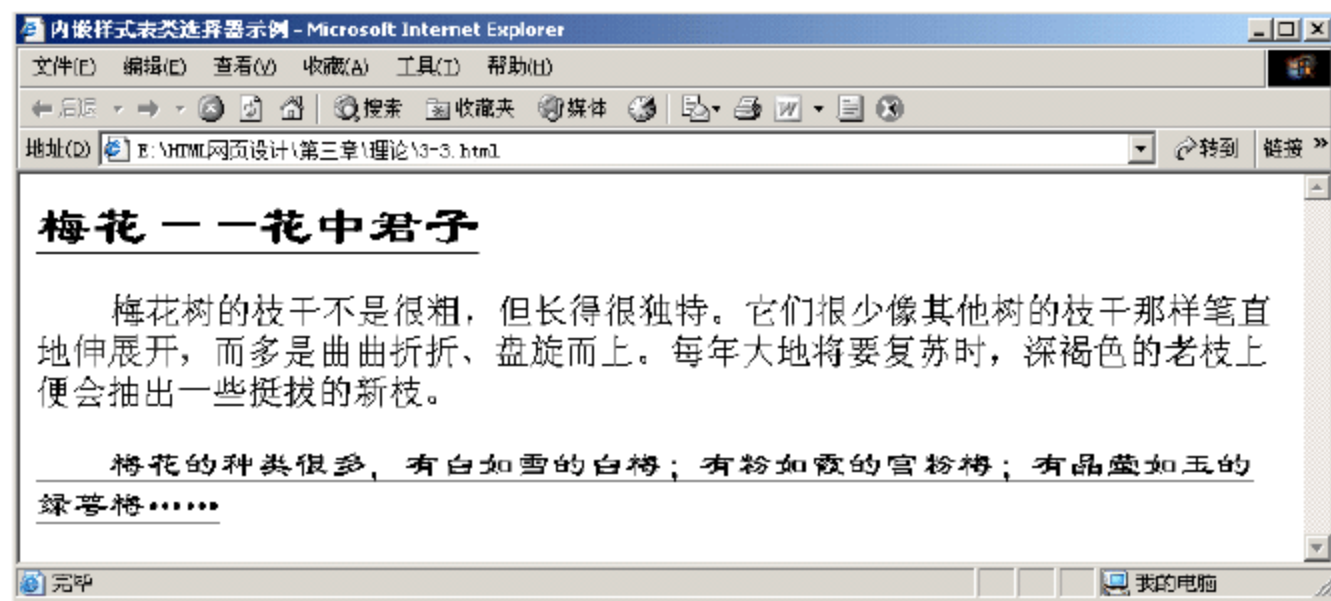 内嵌样式表类选择器示例 - Microsoft Internet Explorer
文件(F) 编辑(E) 查看(V) 收藏(A) 工具(T) 帮助(H)
后退 搜索 收藏夹 媒体
地址(D) E:\HTML网页设计\第三章\理论\3-3.html 转到 链接 »
梅花－－花中君子
梅花树的枝干不是很粗，但长得很独特。它们很少像其他树的枝干那样笔直
地伸展开，而多是曲曲折折、盘旋而上。每年大地将要复苏时，深褐色的老枝上
便会抽出一些挺拔的新枝。
梅花的种类很多，有白如雪的白梅；有粉如霞的宫粉梅；有晶莹如玉的
绿萼梅……
完毕 我的电脑